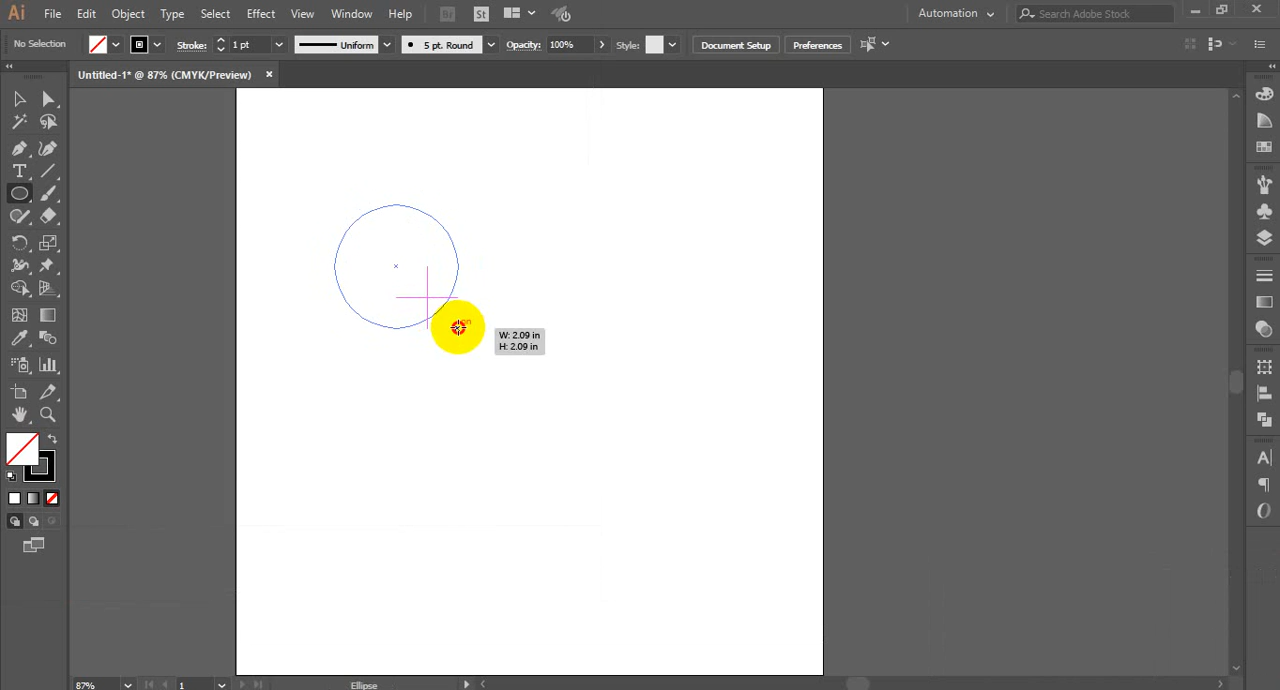 Ai File Edit Object Type Select Effect View Window Help Br St Automation Search Adobe Stock
No Selection Stroke: 1 pt Uniform 5 pt. Round Opacity: 100% Style: Document Setup Preferences
Untitled-1* @ 87% (CMYK/Preview)
W: 2.09 in
H: 2.09 in
87% 1 Ellipse